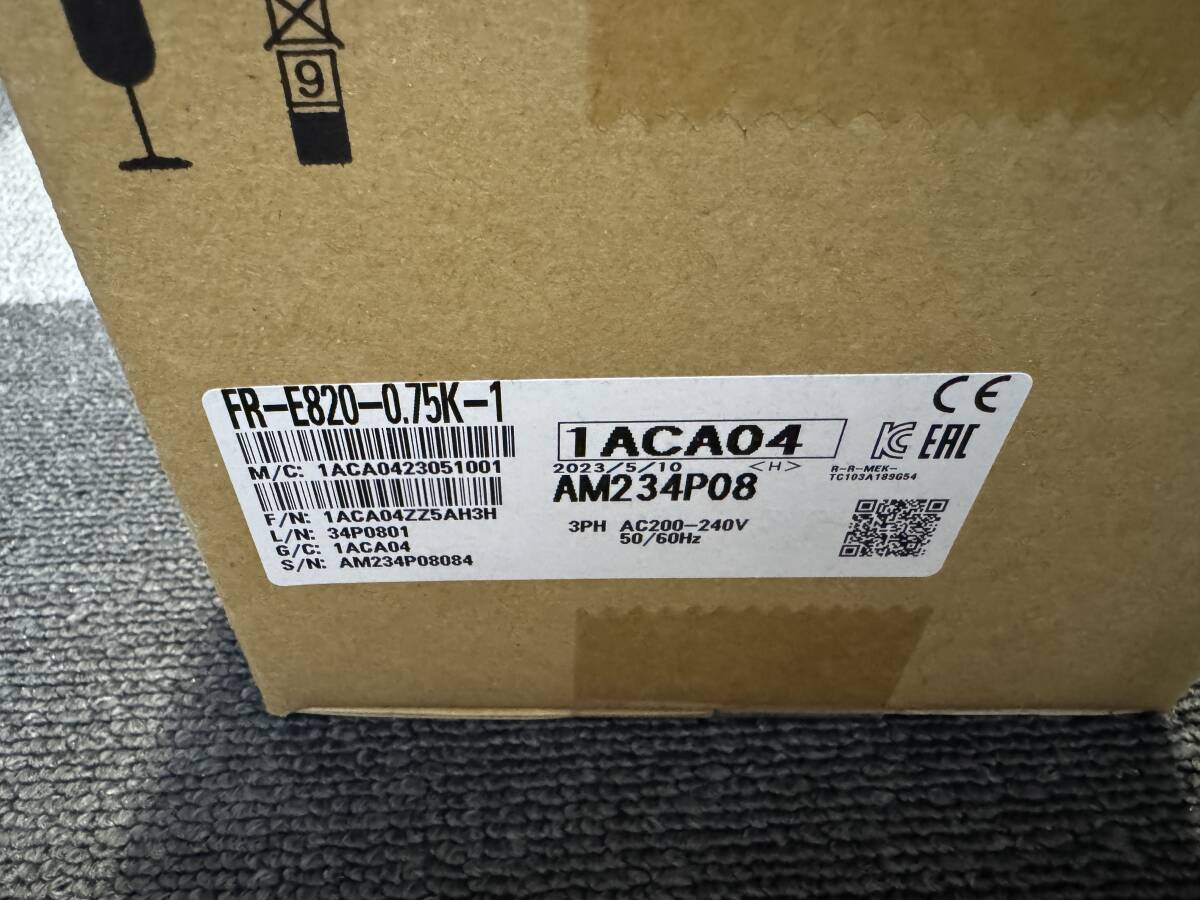 9
FR-E820-0.75K-1
M/C: 1ACA0423051001
F/N: 1ACA04ZZ5AH3H
L/N: 34P0801
G/C: 1ACA04
S/N: AM234P08084
1ACA04
2023/5/10 <H>
AM234P08
3PH AC200-240V
50/60Hz
CE
KC EAC
R-R-MEK-
TC103A189G54